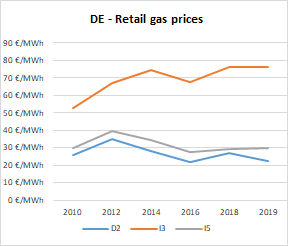 DE - Retail gas prices
90 €/MWh
80 €/MWh
70 €/MWh
60 €/MWh
50 €/MWh
40 €/MWh
30 €/MWh
20 €/MWh
10 €/MWh
0 €/MWh
2010 2012 2014 2016 2018 2019
D2 I3 I5